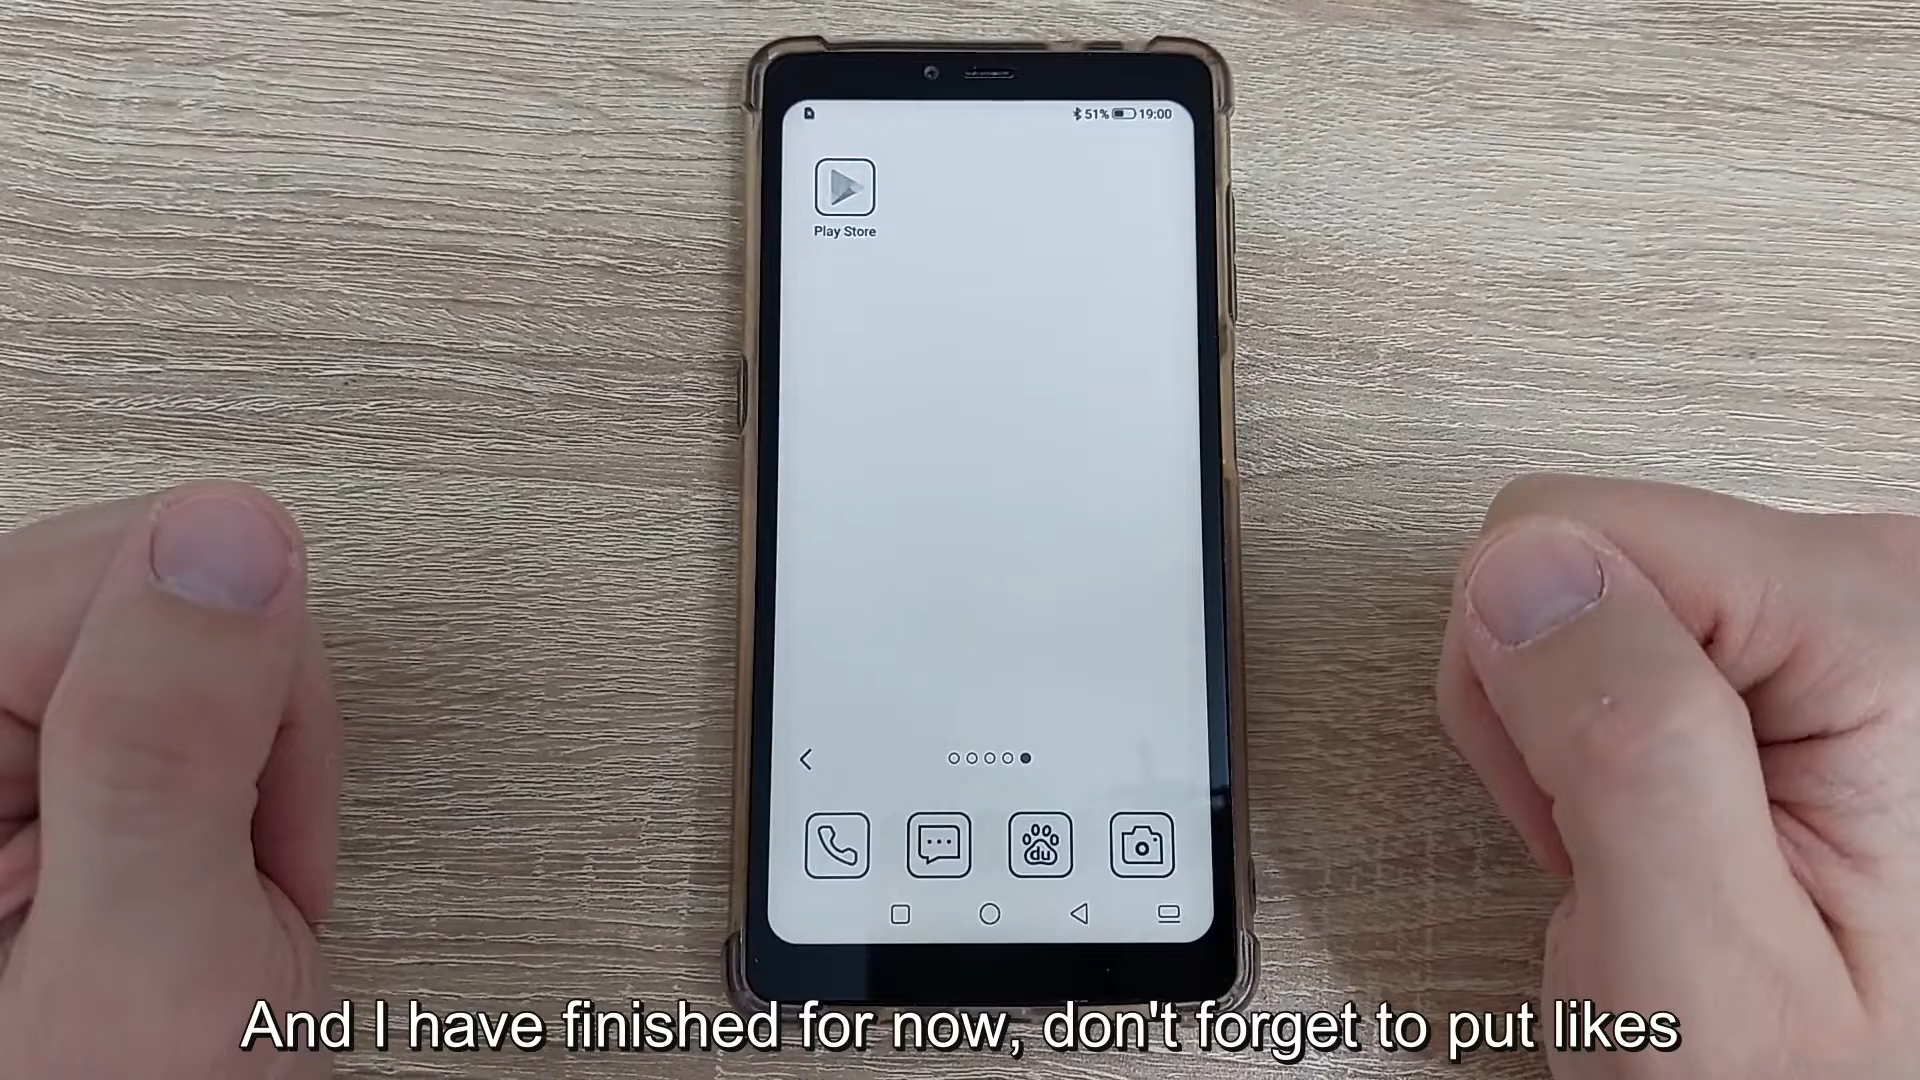 51% 19:00
Play Store
du
And I have finished for now, don't forget to put likes